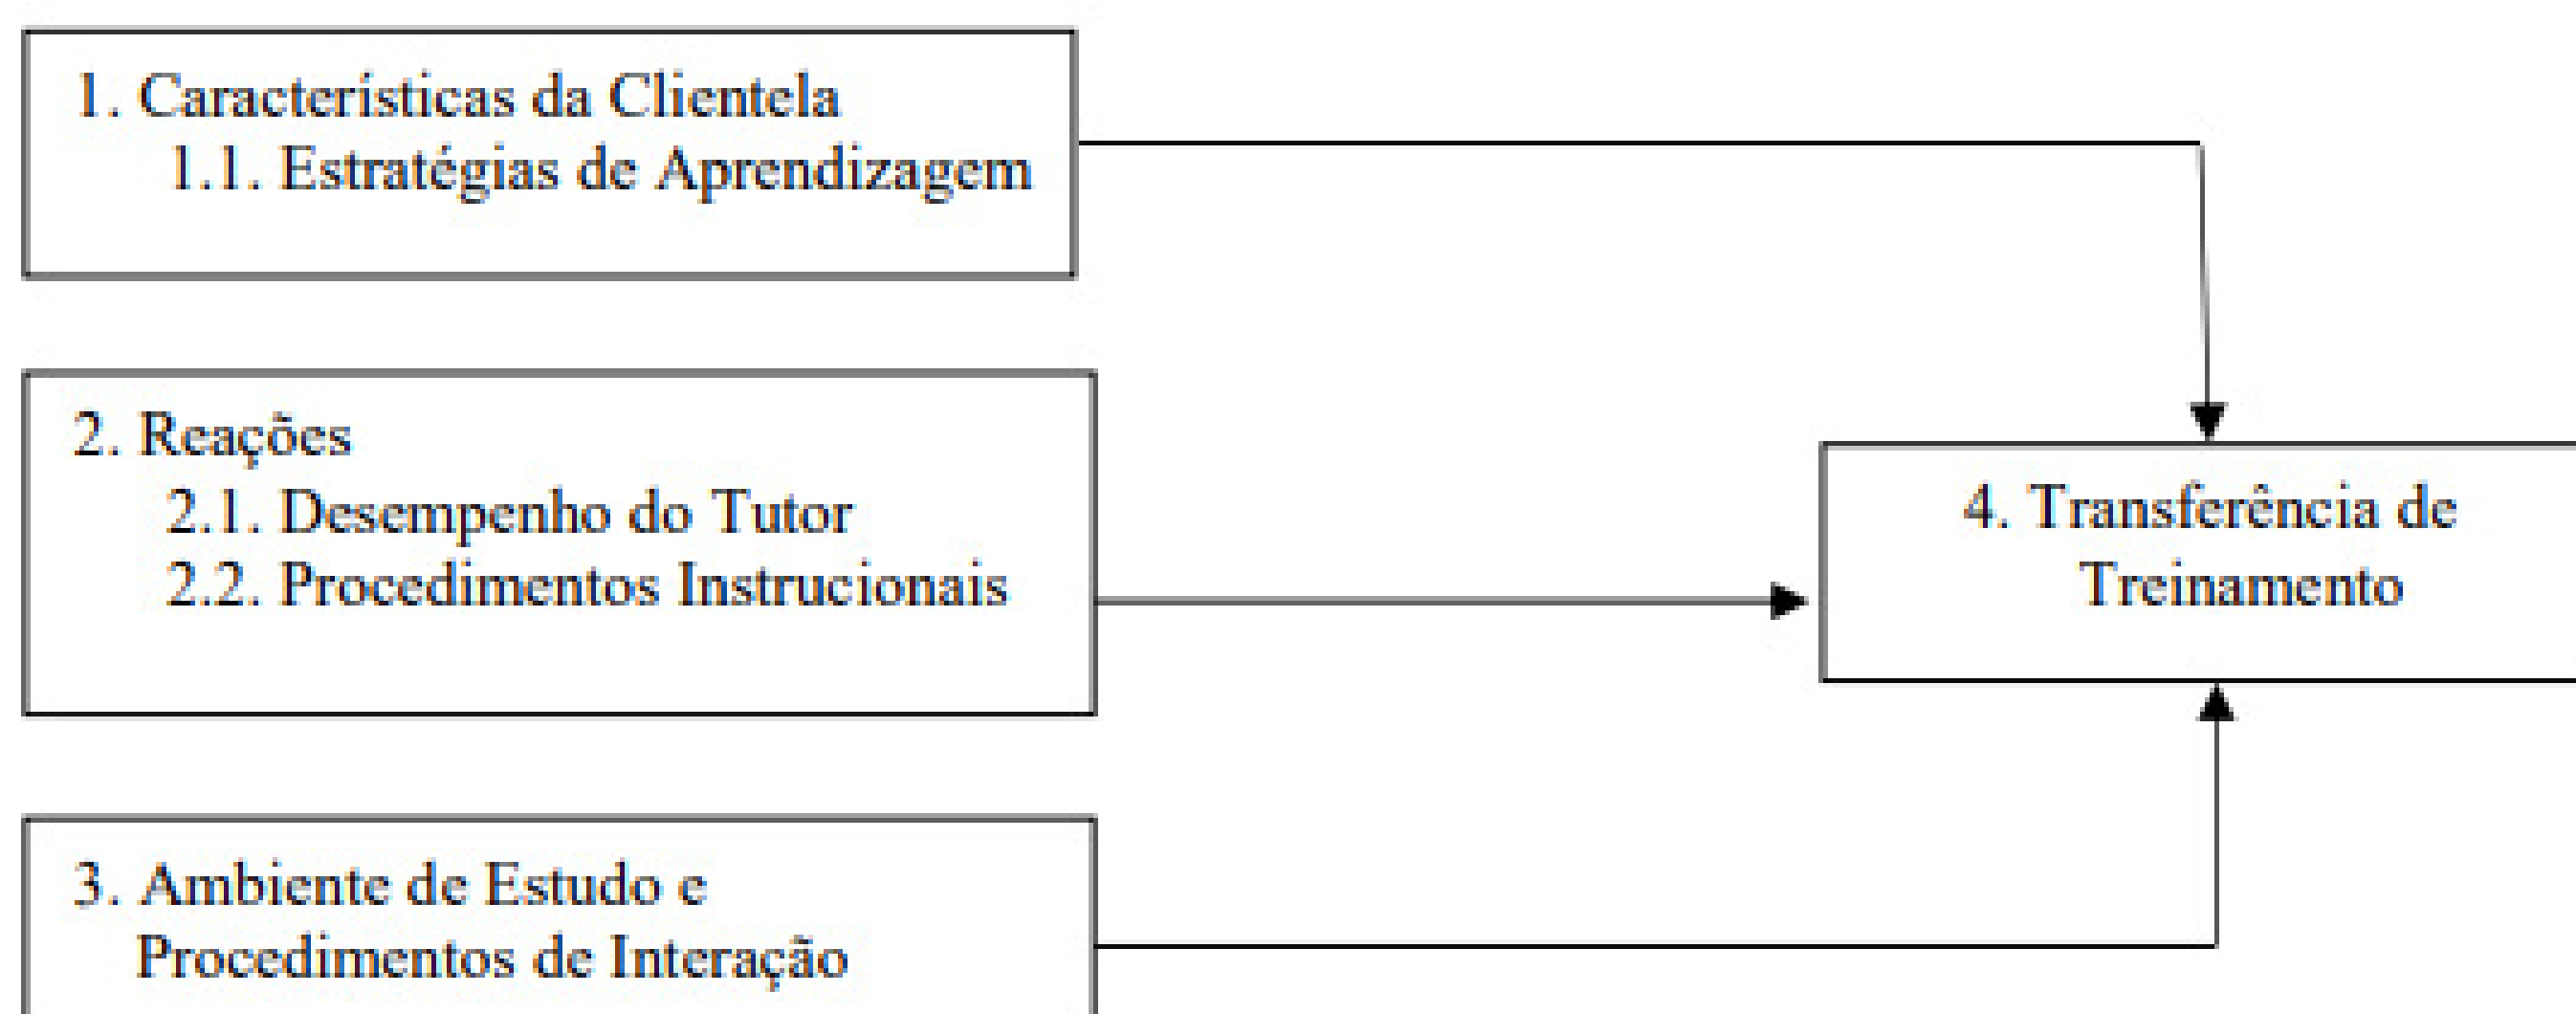 1. Características da Clientela
1.1. Estratégias de Aprendizagem
2. Reações
2.1. Desempenho do Tutor
2.2. Procedimentos Instrucionais
4. Transferência de
Treinamento
3. Ambiente de Estudo e
Procedimentos de Interação